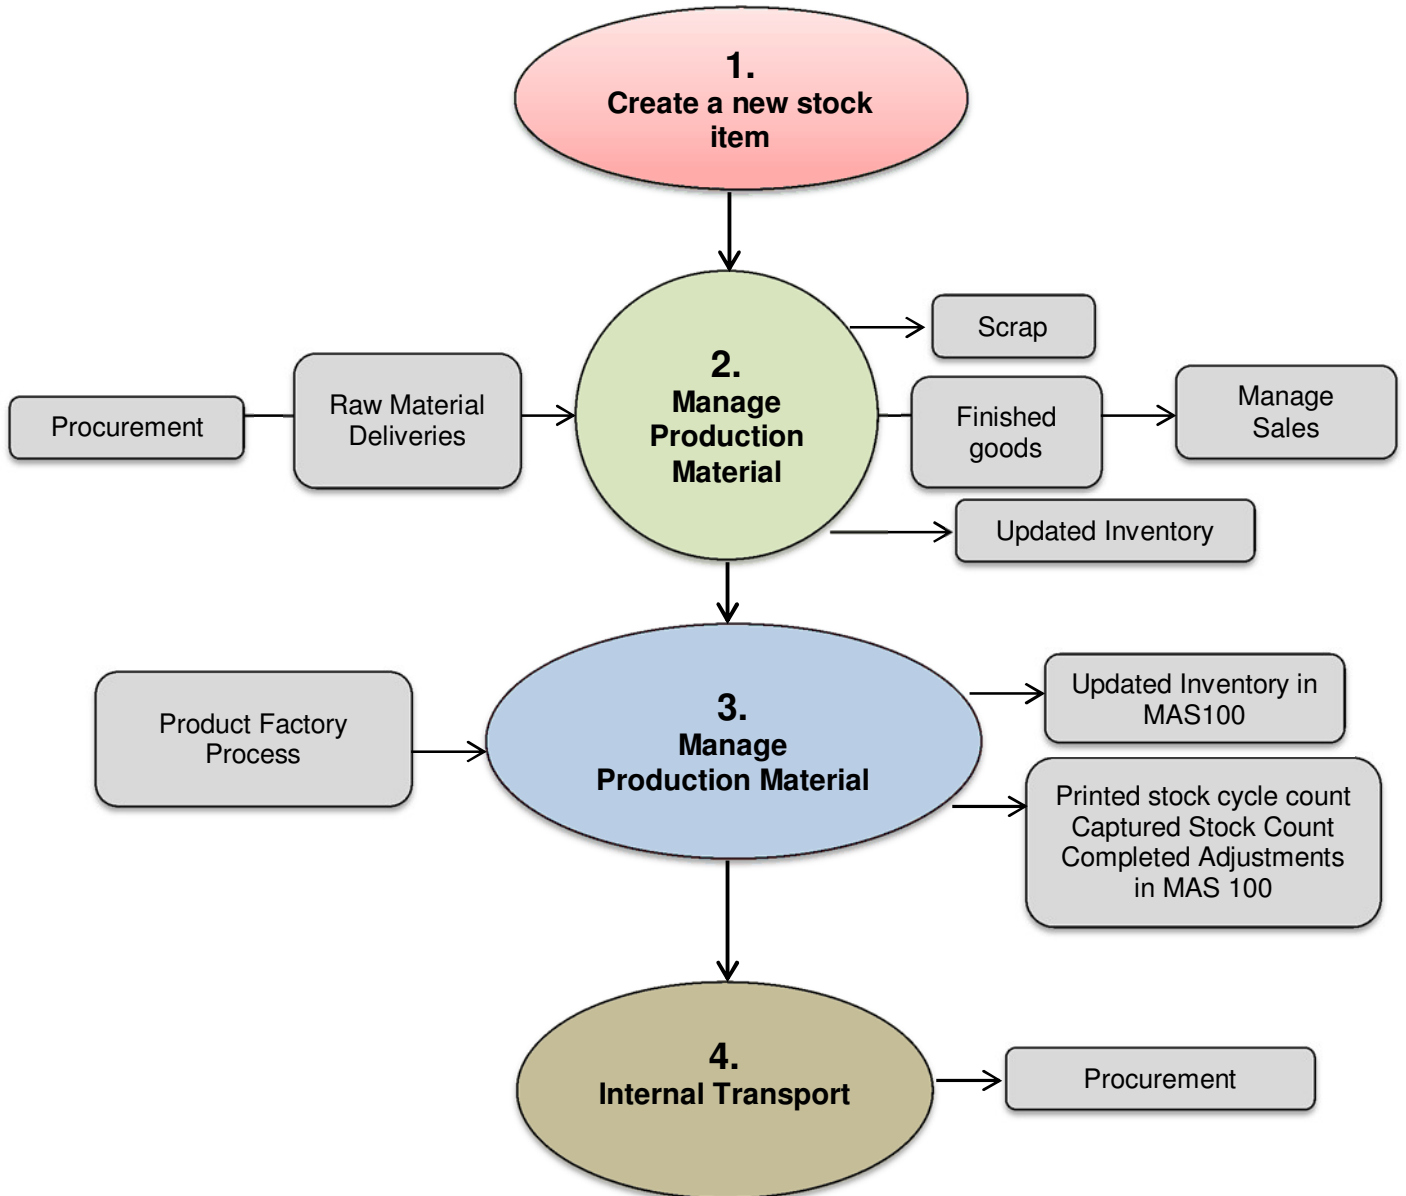 1.
Create a new stock
item
Scrap
2.
Manage
Production
Material
Procurement
Raw Material
Deliveries
Finished
goods
Manage
Sales
Updated Inventory
Product Factory
Process
3.
Manage
Production Material
Updated Inventory in
MAS100
Printed stock cycle count
Captured Stock Count
Completed Adjustments
in MAS 100
4.
Internal Transport
Procurement